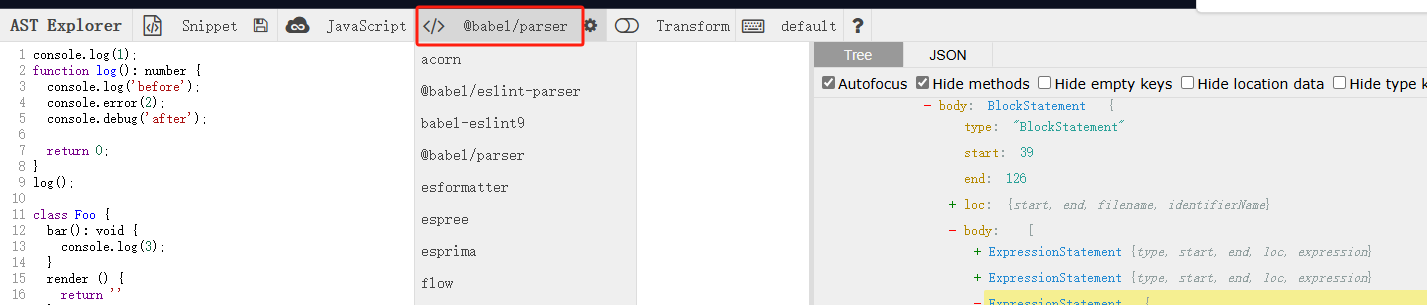 AST Explorer Snippet JavaScript </> @babel/parser Transform default ?
1 console.log(1);
2 function log(): number {
3 console.log('before');
4 console.error(2);
5 console.debug('after');
6
7 return 0;
8 }
9 log();
10
11 class Foo {
12 bar(): void {
13 console.log(3);
14 }
15 render () {
16 return ''
acorn
@babel/eslint-parser
babel-eslint9
@babel/parser
esformatter
espree
esprima
flow
Tree JSON
Autofocus Hide methods Hide empty keys Hide location data Hide type k
- body: BlockStatement {
type: "BlockStatement"
start: 39
end: 126
+ loc: {start, end, filename, identifierName}
- body: [
+ ExpressionStatement {type, start, end, loc, expression}
+ ExpressionStatement {type, start, end, loc, expression}
- ExpressionStatement {